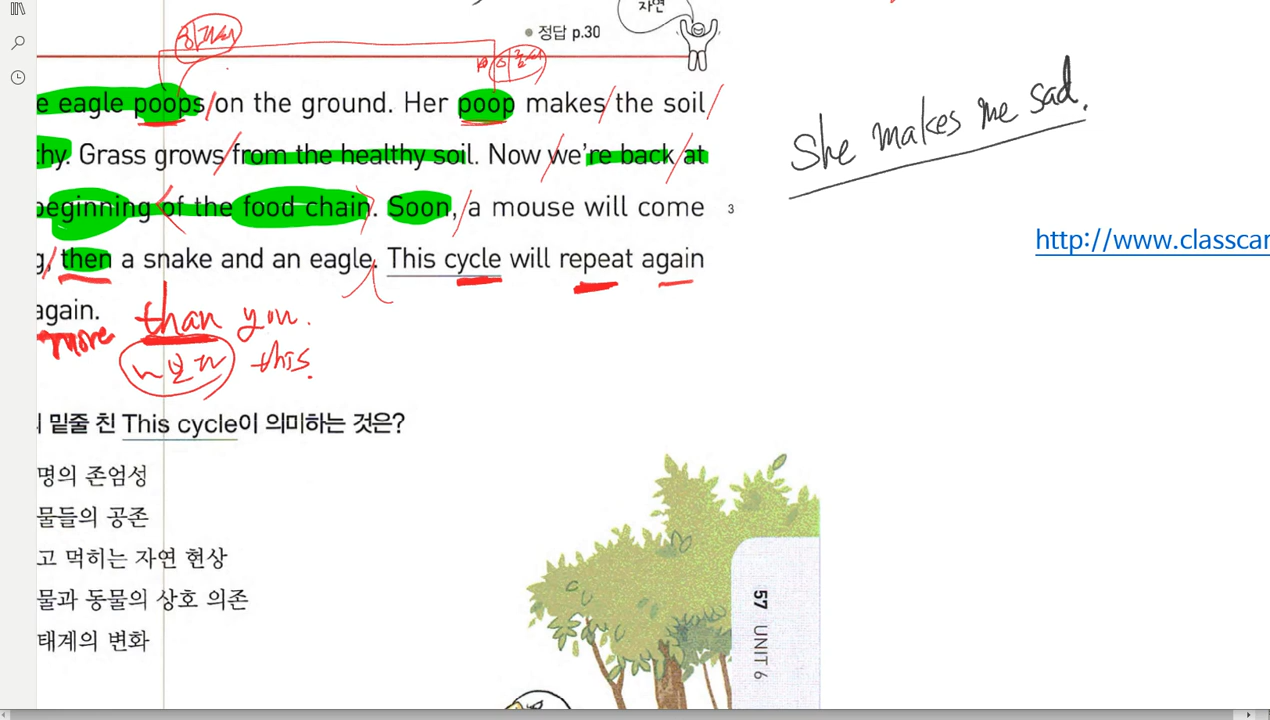 자연
정답 p.30
e eagle poops/on the ground. Her poop makes/the soil/
thy. Grass grows/from the healthy soil. Now/we're back/at
beginning of the food chain. Soon,/a mouse will come
3
g,/then a snake and an eagle. This cycle will repeat again
again.
more than you.
~보다 this.
She makes me sad.
http://www.classcar
밑줄 친 This cycle이 의미하는 것은?
명의 존엄성
물들의 공존
고 먹히는 자연 현상
물과 동물의 상호 의존
태계의 변화
57 UNIT 6